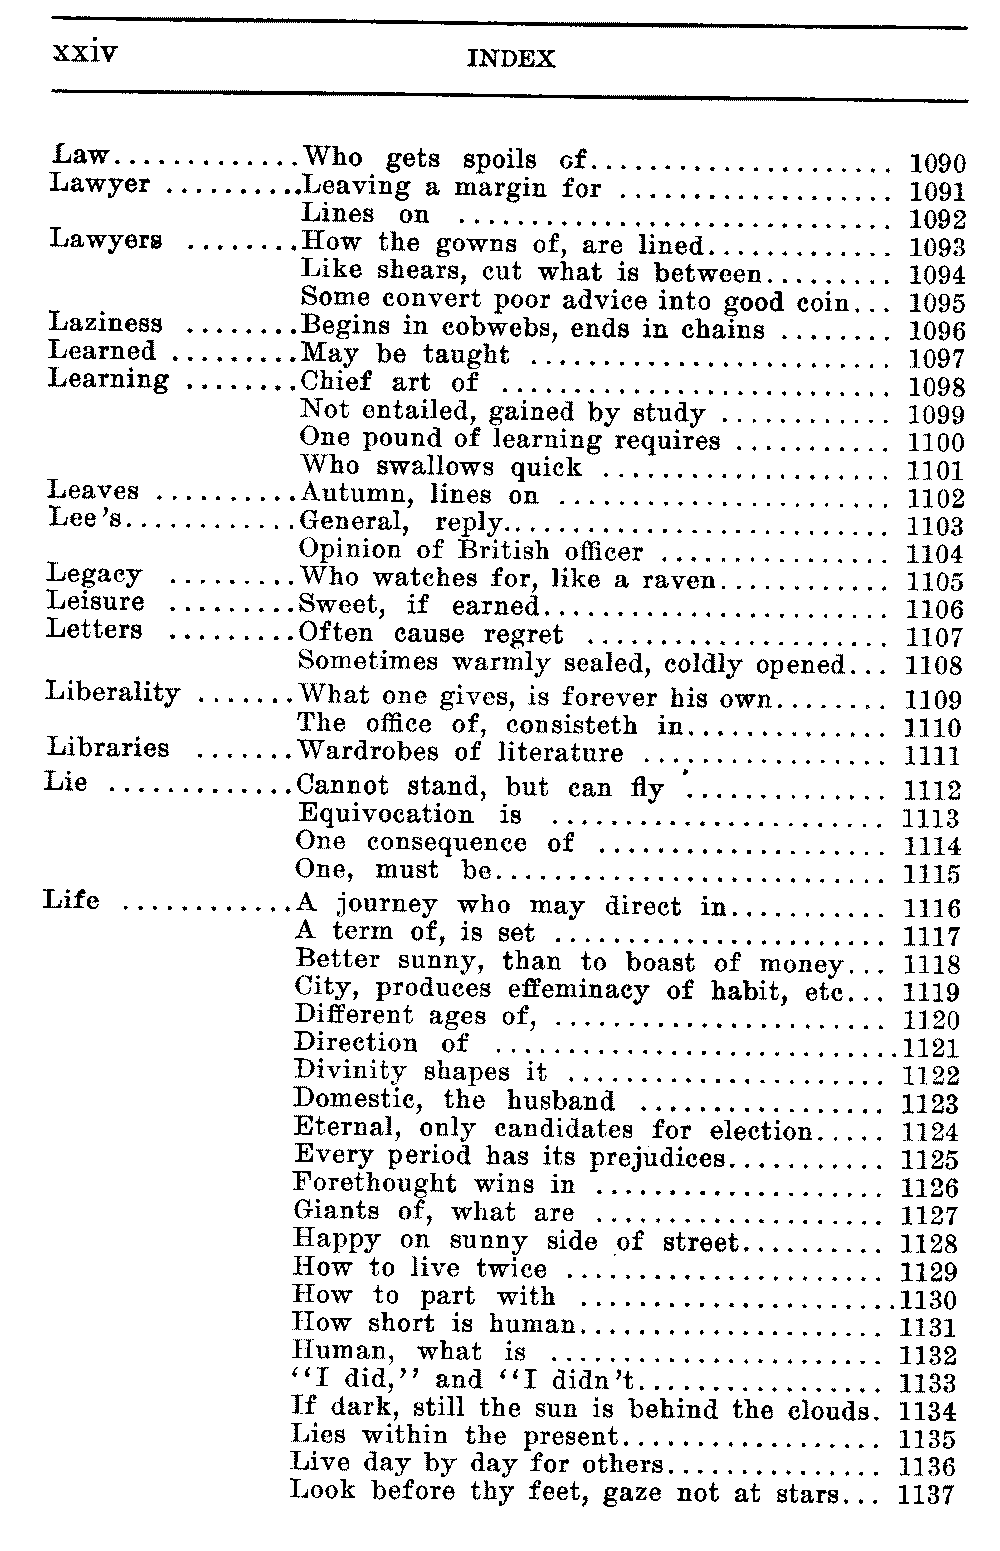 xxiv INDEX
Law.............Who gets spoils of..................... 1090
Lawyer ..........Leaving a margin for ................... 1091
Lines on .............................. 1092
Lawyers ........How the gowns of, are lined............. 1093
Like shears, cut what is between......... 1094
Some convert poor advice into good coin... 1095
Laziness ........Begins in cobwebs, ends in chains ........ 1096
Learned .........May be taught ......................... 1097
Learning ........Chief art of ........................... 1098
Not entailed, gained by study ............ 1099
One pound of learning requires ........... 1100
Who swallows quick .................... 1101
Leaves ..........Autumn, lines on ....................... 1102
Lee's............General, reply.......................... 1103
Opinion of British officer ................ 1104
Legacy .........Who watches for, like a raven............ 1105
Leisure .........Sweet, if earned........................ 1106
Letters .........Often cause regret ..................... 1107
Sometimes warmly sealed, coldly opened... 1108
Liberality .......What one gives, is forever his own........ 1109
The office of, consisteth in.............. 1110
Libraries .......Wardrobes of literature ................. 1111
Lie .............Cannot stand, but can fly .............. 1112
Equivocation is ....................... 1113
One consequence of .................... 1114
One, must be........................... 1115
Life ............A journey who may direct in........... 1116
A term of, is set ....................... 1117
Better sunny, than to boast of money... 1118
City, produces effeminacy of habit, etc... 1119
Different ages of, ....................... 1120
Direction of ............................1121
Divinity shapes it ...................... 1122
Domestic, the husband ................. 1123
Eternal, only candidates for election..... 1124
Every period has its prejudices........... 1125
Forethought wins in .................... 1126
Giants of, what are .................... 1127
Happy on sunny side of street.......... 1128
How to live twice ...................... 1129
How to part with ......................1130
How short is human..................... 1131
Human, what is ....................... 1132
"I did," and "I didn't................. 1133
If dark, still the sun is behind the clouds. 1134
Lies within the present.................. 1135
Live day by day for others............... 1136
Look before thy feet, gaze not at stars... 1137